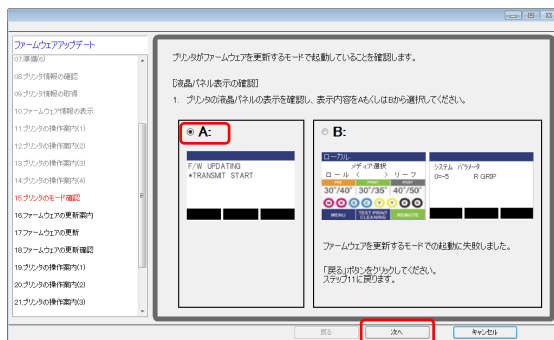 ファームウェアアップデート
07.準備(6)
08.プリンタ情報の確認
09.プリンタ情報の取得
10.ファームウェア情報の表示
11.プリンタの操作案内(1)
12.プリンタの操作案内(2)
13.プリンタの操作案内(3)
14.プリンタの操作案内(4)
15.プリンタのモード確認
16.ファームウェアの更新案内
17.ファームウェアの更新
18.ファームウェアの更新確認
19.プリンタの操作案内(1)
20.プリンタの操作案内(2)
21.プリンタの操作案内(3)
プリンタがファームウェアを更新するモードで起動していることを確認します。
[液晶パネル表示の確認]
1. プリンタの液晶パネルの表示を確認し、表示内容をAもしくはBから選択してください。
A:
F/W UPDATING
*TRANSMIT START
B:
ローカル
メディア選択
ロール < > リーフ
30°/40° 30°/35° 40°/50°
MENU TEST PRINT CLEANING REMOTE
システム パラメータ
0=-5 R GRIP
ファームウェアを更新するモードでの起動に失敗しました。
「戻る」ボタンをクリックしてください。
ステップ11に戻ります。
戻る 次へ キャンセル